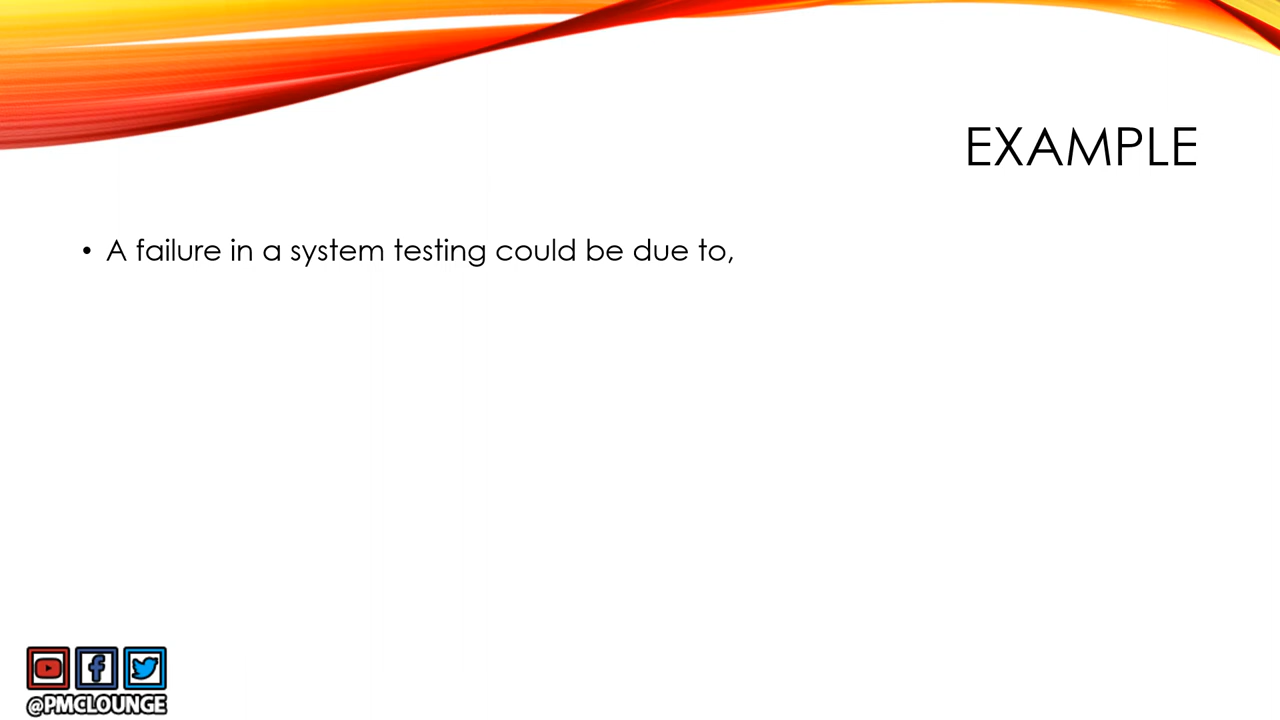 EXAMPLE
• A failure in a system testing could be due to,
@PMCLOUNGE